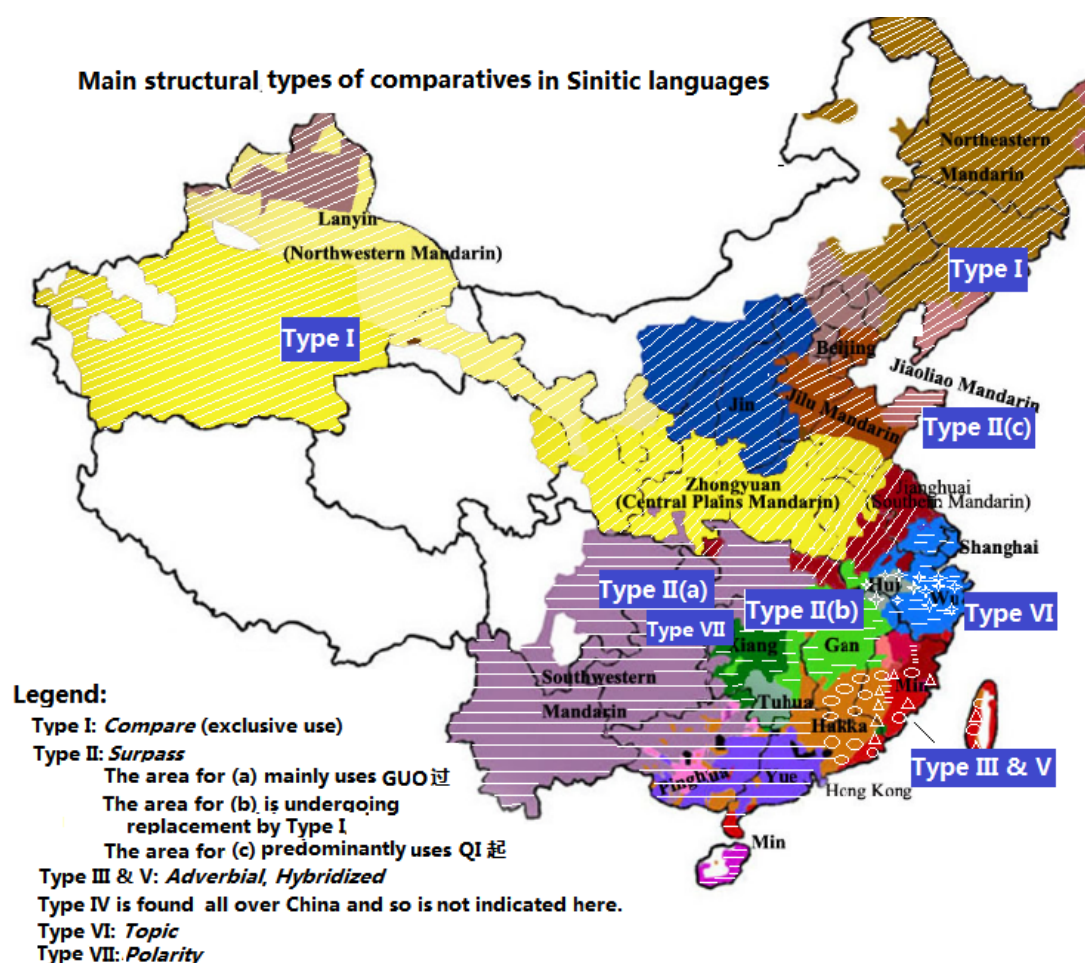 Main structural types of comparatives in Sinitic languages
Northeastern
Mandarin
Lanyin
(Northwestern Mandarin)
Type I
Type I
Beijing
Jiaoliao Mandarin
Jin
Jilu Mandarin
Type II(c)
Zhongyuan
(Central Plains Mandarin)
Jianghuai
(Southern Mandarin)
Shanghai
Type II(a)
Type II(b)
Hui
Wu
Type VI
Type VII
Xiang
Gan
Southwestern
Mandarin
Tuhua
Min
Hakka
Type III & V
Pinghua
Yue
Hong Kong
Min
Legend:
Type I: Compare (exclusive use)
Type II: Surpass
The area for (a) mainly uses GUO 过
The area for (b) is undergoing
replacement by Type I
The area for (c) predominantly uses QI 起
Type III & V: Adverbial, Hybridized
Type IV is found all over China and so is not indicated here.
Type VI: Topic
Type VII: Polarity